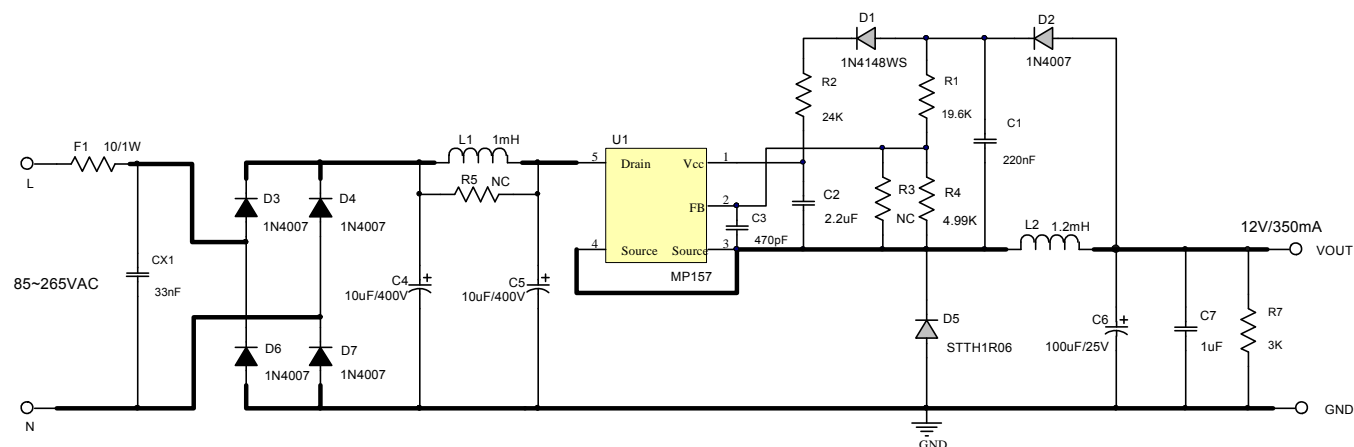 D1
1N4148WS
D2
1N4007
R2
24K
R1
19.6K
C1
220nF
F1 10/1W
L
L1 1mH
R5 NC
U1
5 Drain
Vcc 1
FB 2
4 Source
Source 3
MP157
C2
2.2uF
C3
470pF
R3
NC
R4
4.99K
L2 1.2mH
12V/350mA
VOUT
D3
1N4007
D4
1N4007
CX1
33nF
85~265VAC
C4
10uF/400V
+
C5
10uF/400V
+
D5
STTH1R06
C6
100uF/25V
+
C7
1uF
R7
3K
D6
1N4007
D7
1N4007
N
GND
GND